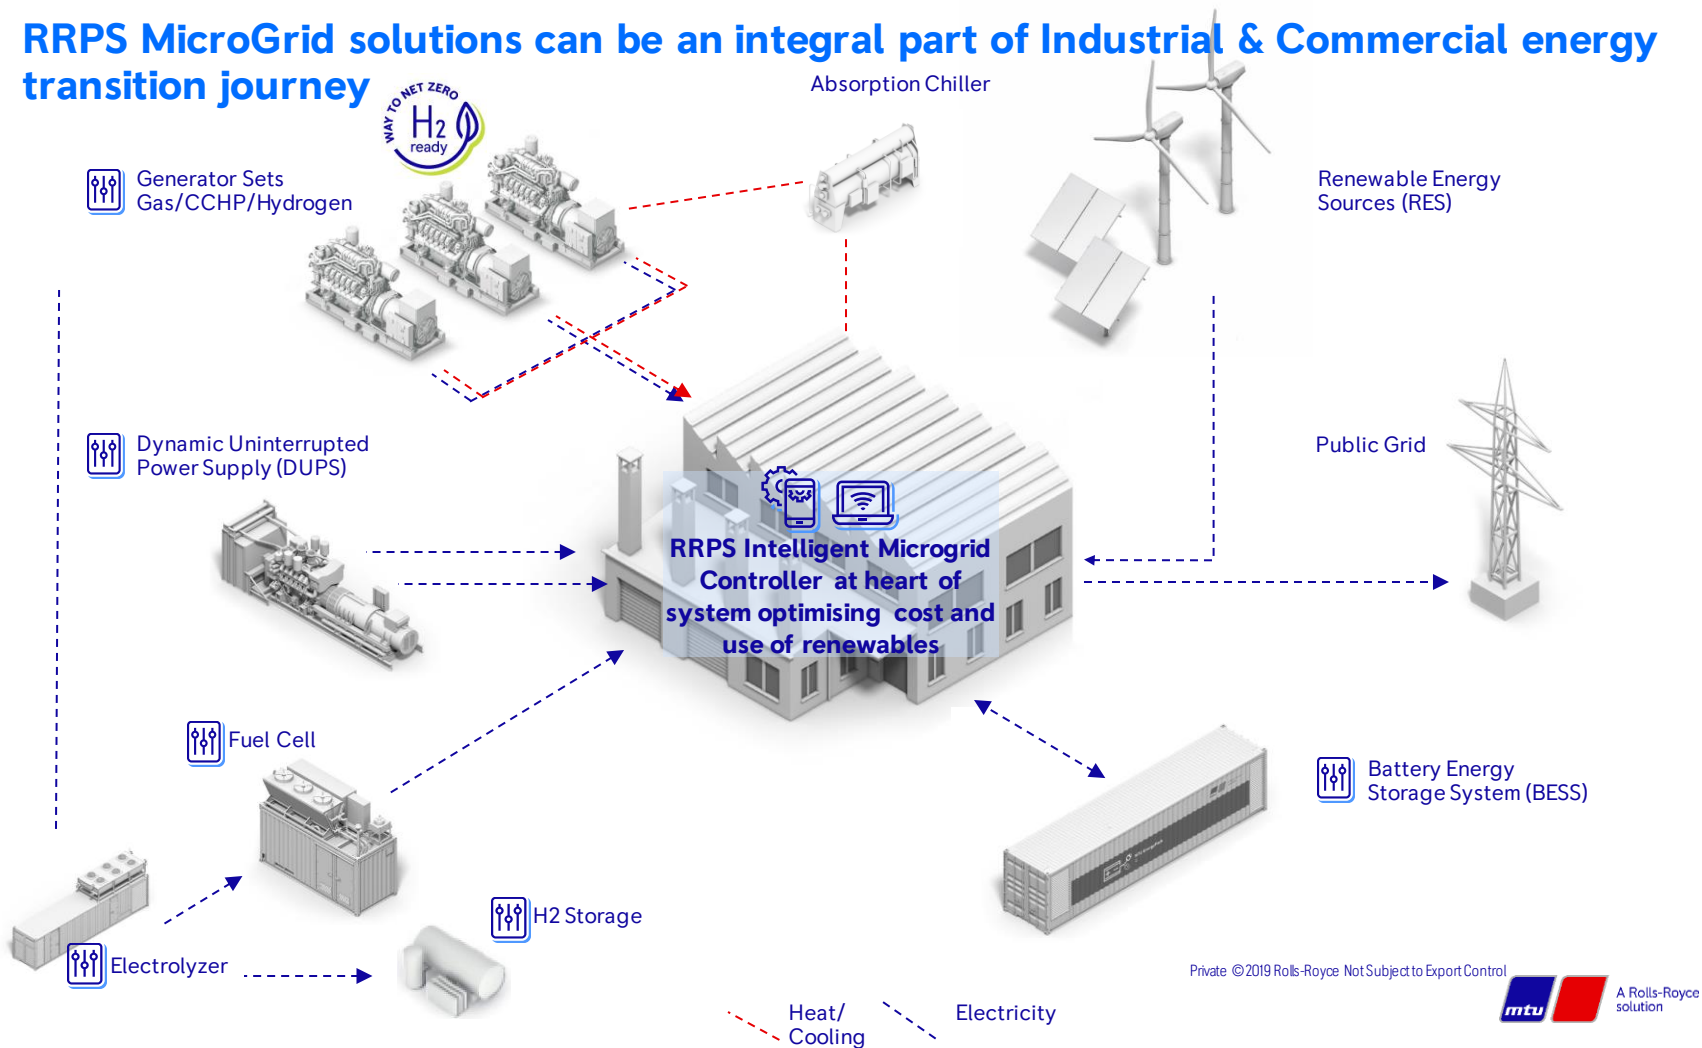 RRPS MicroGrid solutions can be an integral part of Industrial & Commercial energy
transition journey
WAY TO NET ZERO
H2
ready
Absorption Chiller
Generator Sets
Gas/CCHP/Hydrogen
Renewable Energy
Sources (RES)
Dynamic Uninterrupted
Power Supply (DUPS)
Public Grid
RRPS Intelligent Microgrid
Controller at heart of
system optimising cost and
use of renewables
Fuel Cell
Battery Energy
Storage System (BESS)
H2 Storage
Electrolyzer
Private ©2019 Rolls-Royce Not Subject to Export Control
mtu
A Rolls-Royce
solution
Heat/
Cooling
Electricity